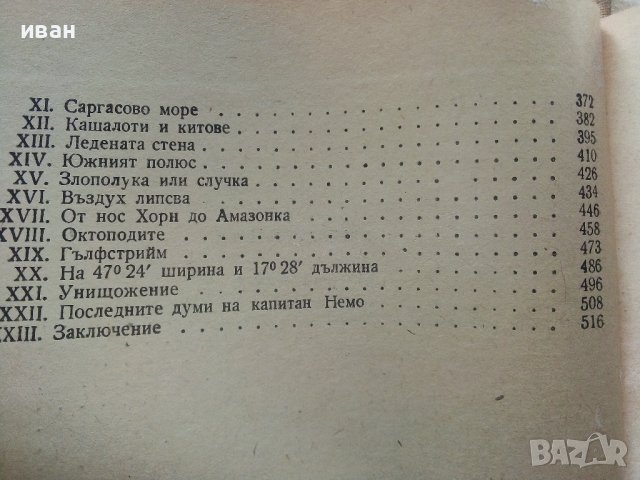 иван
XI. Саргасово море 372
XII. Кашалоти и китове 382
XIII. Ледената стена 395
XIV. Южният полюс 410
XV. Злополука или случка 426
XVI. Въздух липсва 434
XVII. От нос Хорн до Амазонка 446
XVIII. Октоподите 458
XIX. Гълфстрийм 473
XX. На 47° 24′ ширина и 17° 28′ дължина 486
XXI. Унищожение 496
XXII. Последните думи на капитан Немо 508
XXIII. Заключение 516
BAZAR